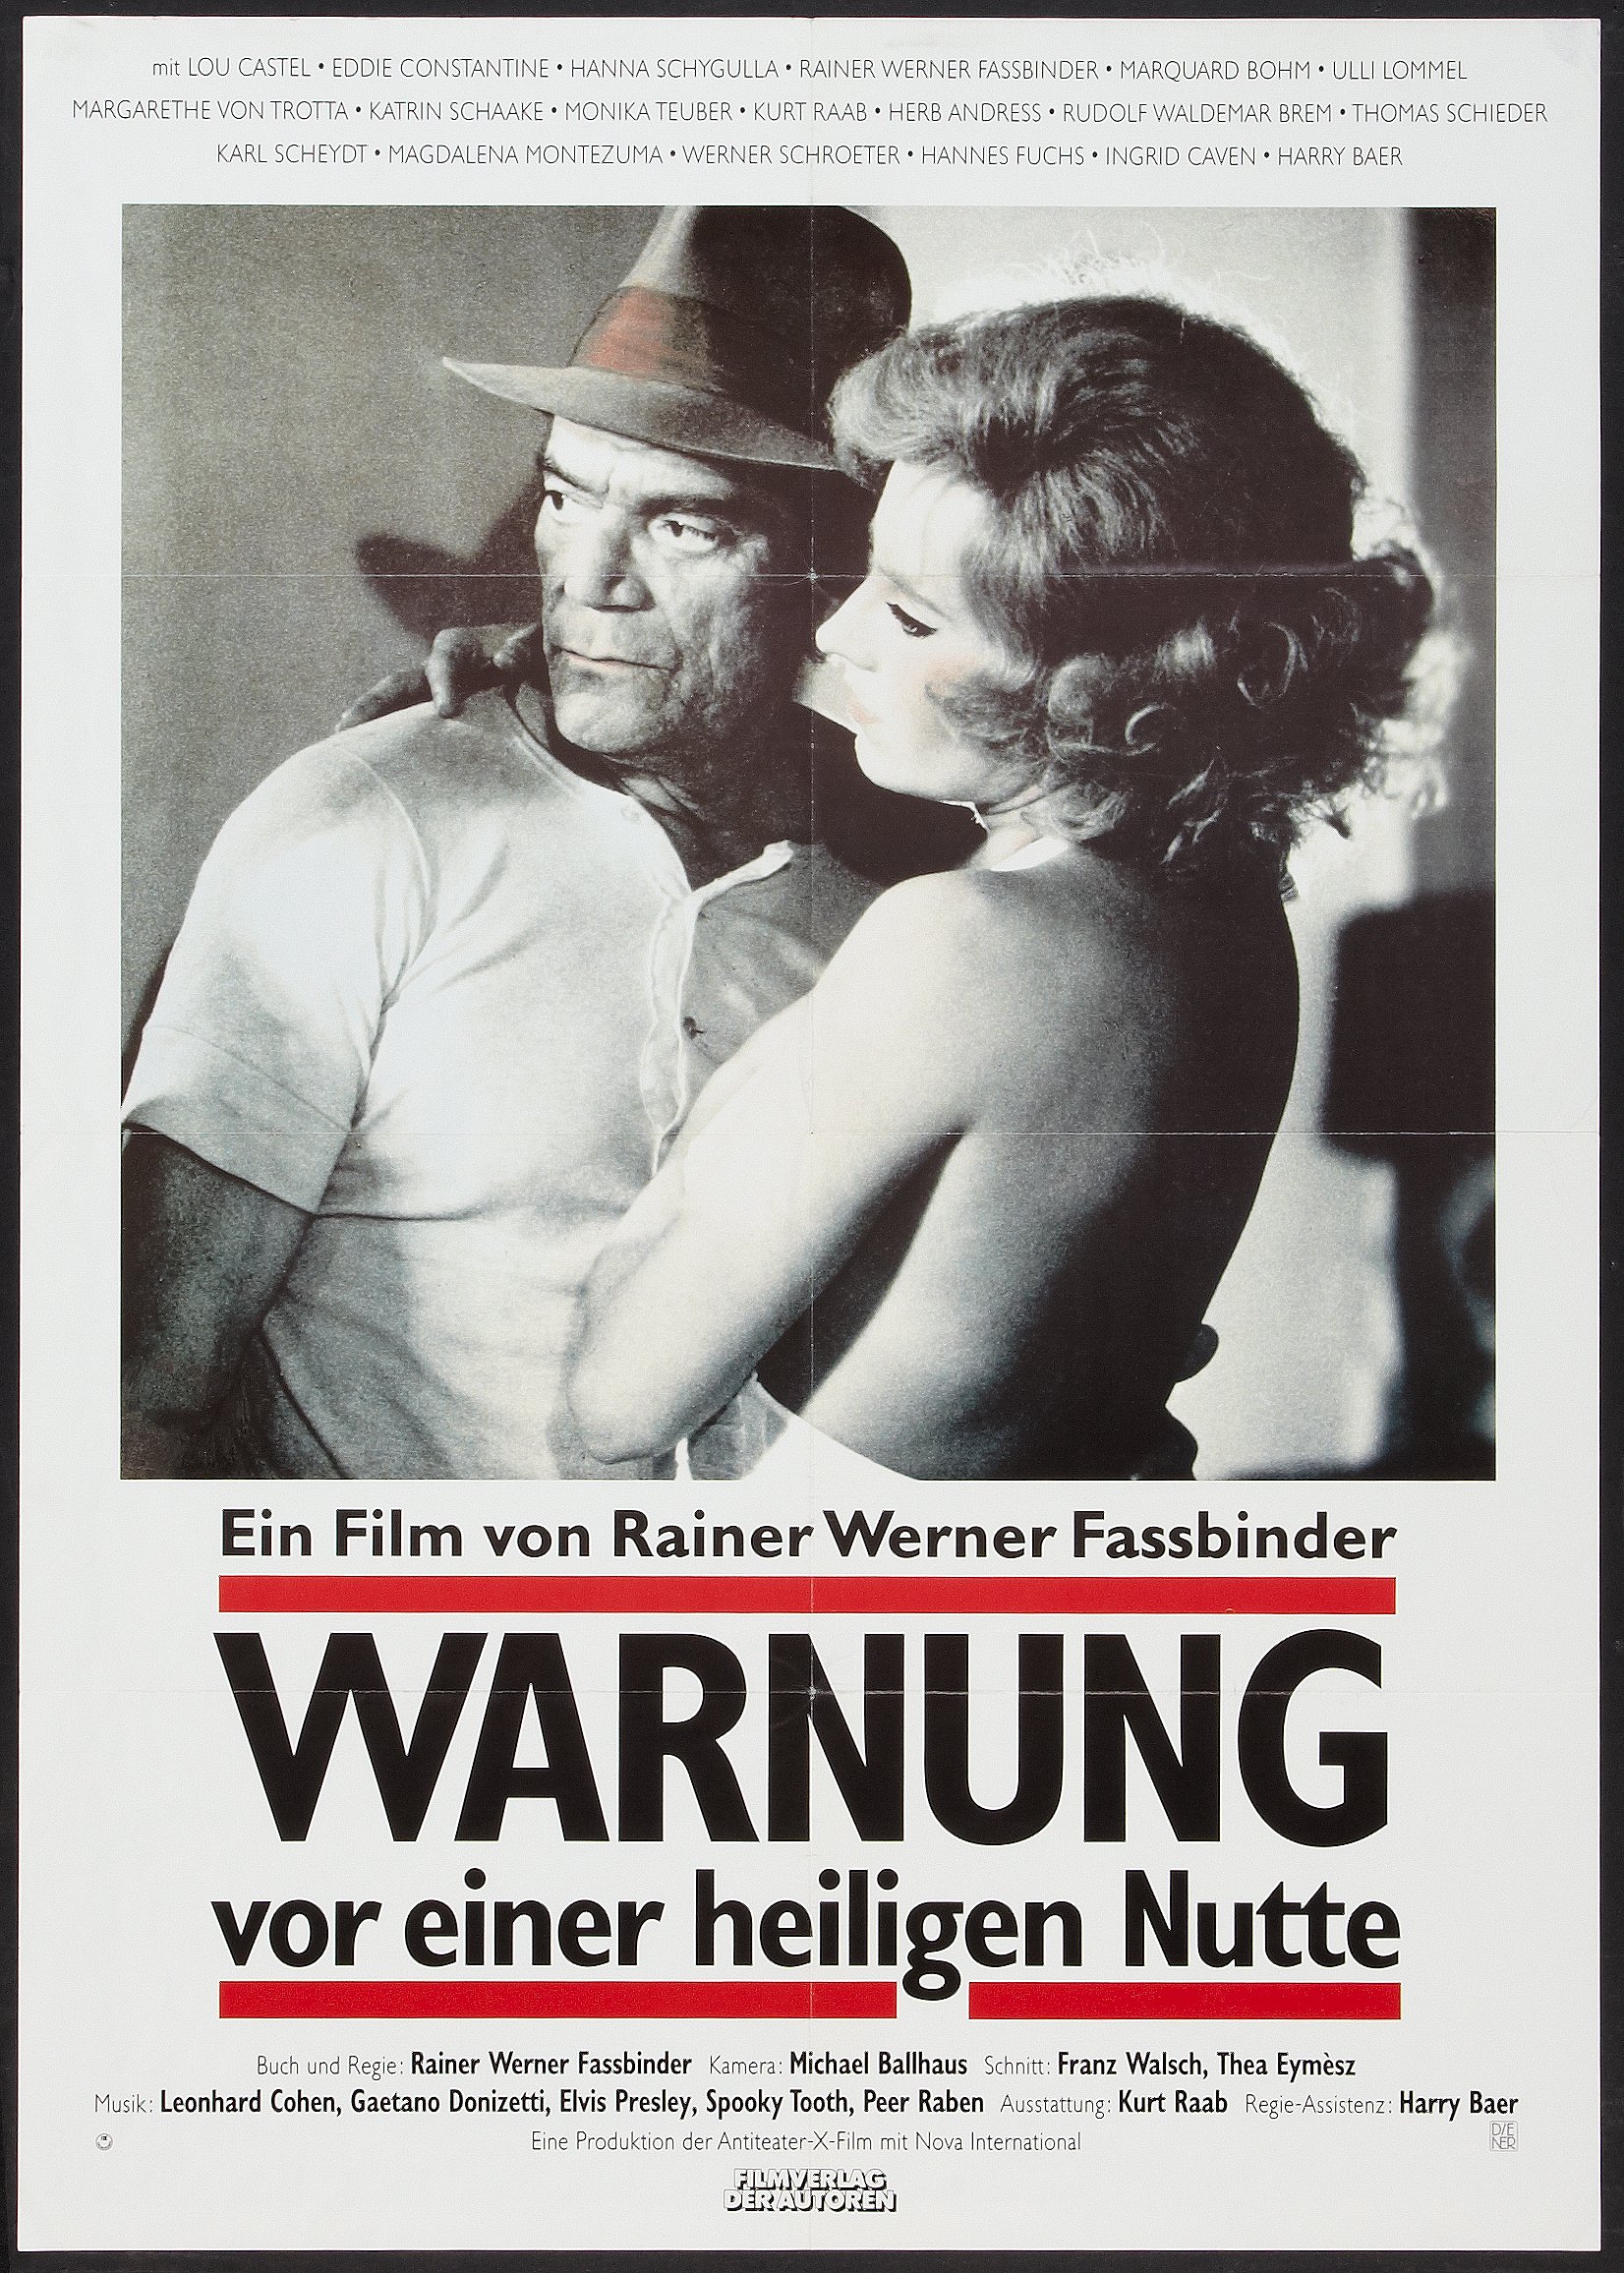 mit LOU CASTEL • EDDIE CONSTANTINE • HANNA SCHYGULLA • RAINER WERNER FASSBINDER • MARQUARD BOHM • ULLI LOMMEL
MARGARETHE VON TROTTA • KATRIN SCHAAKE • MONIKA TEUBER • KURT RAAB • HERB ANDRESS • RUDOLF WALDEMAR BREM • THOMAS SCHIEDER
KARL SCHEYDT • MAGDALENA MONTEZUMA • WERNER SCHROETER • HANNES FUCHS • INGRID CAVEN • HARRY BAER
Ein Film von Rainer Werner Fassbinder
WARNUNG
vor einer heiligen Nutte
Buch und Regie: Rainer Werner Fassbinder Kamera: Michael Ballhaus Schnitt: Franz Walsch, Thea Eymèsz
Musik: Leonhard Cohen, Gaetano Donizetti, Elvis Presley, Spooky Tooth, Peer Raben Ausstattung: Kurt Raab Regie-Assistenz: Harry Baer
Eine Produktion der Antiteater-X-Film mit Nova International
DIE
NER
FILMVERLAG
DER AUTOREN